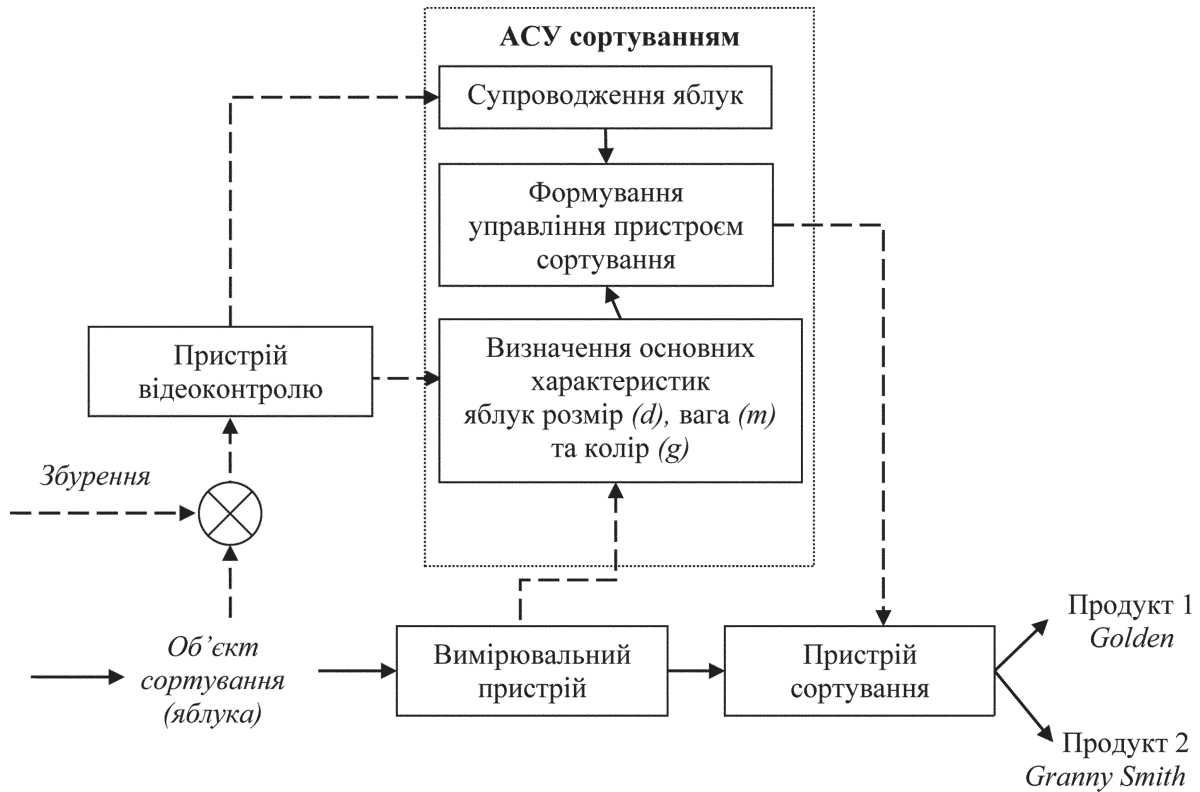 АСУ сортуванням
Супроводження яблук
Формування
управління пристроєм
сортування
Пристрій
відеоконтролю
Визначення основних
характеристик
яблук розмір (d), вага (m)
та колір (g)
Збурення
Об’єкт
сортування
(яблука)
Вимірювальний
пристрій
Пристрій
сортування
Продукт 1
Golden
Продукт 2
Granny Smith